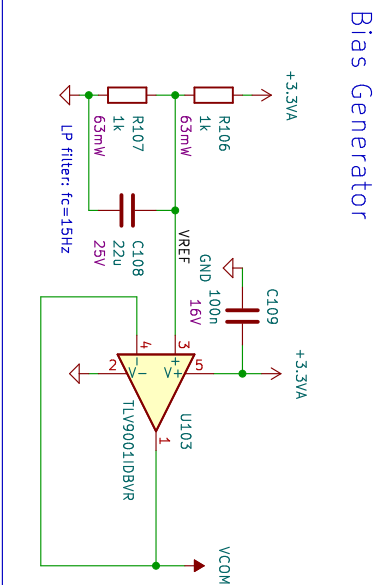 Bias Generator
+3.3VA
R106
1k
63mW
R107
1k
63mW
C108
22u
25V
LP filter: fc=15Hz
VREF
+3.3VA
C109
100n
16V
GND
3
4
5
2
1
+
-
V+
V-
U103
TLV9001IDBVR
VCOM